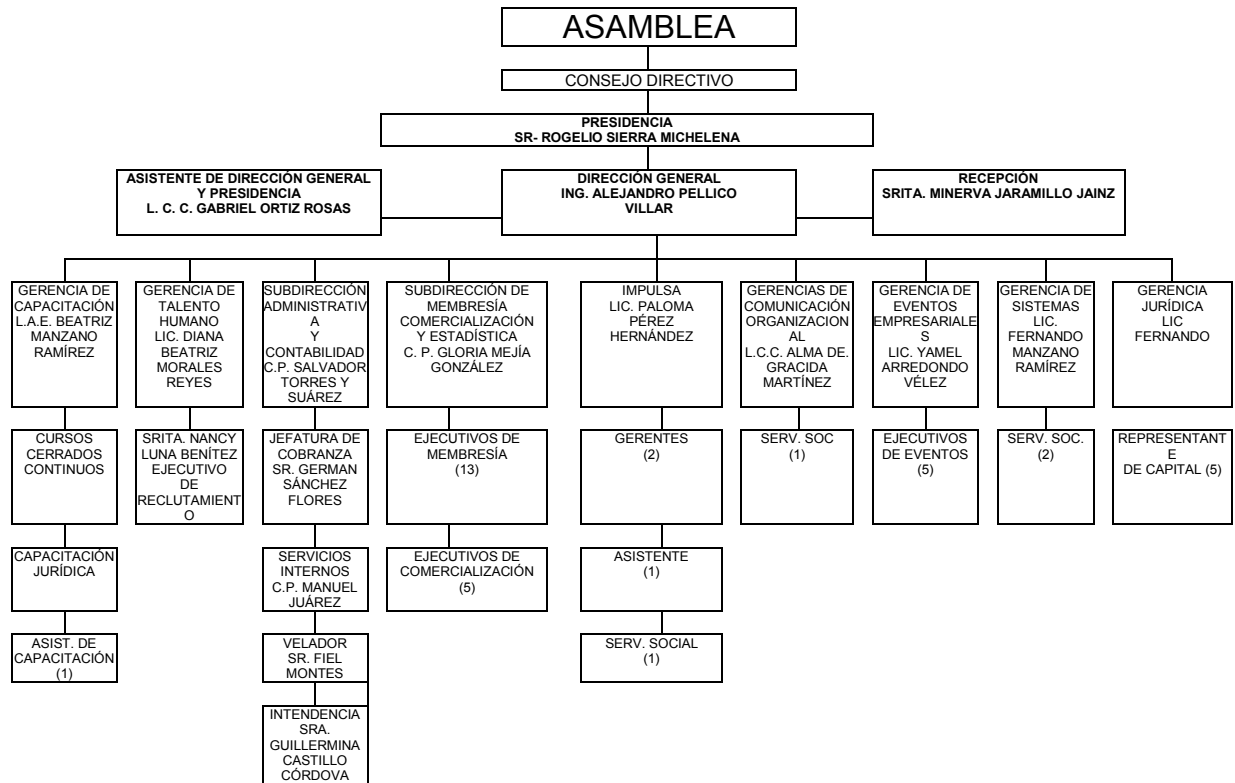 ASAMBLEA
CONSEJO DIRECTIVO
PRESIDENCIA
SR- ROGELIO SIERRA MICHELENA
ASISTENTE DE DIRECCIÓN GENERAL
Y PRESIDENCIA
L. C. C. GABRIEL ORTIZ ROSAS
DIRECCIÓN GENERAL
ING. ALEJANDRO PELLICO
VILLAR
RECEPCIÓN
SRITA. MINERVA JARAMILLO JAINZ
GERENCIA DE
CAPACITACIÓN
L.A.E. BEATRIZ
MANZANO
RAMÍREZ
GERENCIA DE
TALENTO
HUMANO
LIC. DIANA
BEATRIZ
MORALES
REYES
SUBDIRECCIÓN
ADMINISTRATIV
A
Y
CONTABILIDAD
C.P. SALVADOR
TORRES Y
SUÁREZ
SUBDIRECCIÓN DE
MEMBRESÍA
COMERCIALIZACIÓN
Y ESTADÍSTICA
C. P. GLORIA MEJÍA
GONZÁLEZ
IMPULSA
LIC. PALOMA
PÉREZ
HERNÁNDEZ
GERENCIAS DE
COMUNICACIÓN
ORGANIZACION
AL
L.C.C. ALMA DE.
GRACIDA
MARTÍNEZ
GERENCIA DE
EVENTOS
EMPRESARIALE
S
LIC. YAMEL
ARREDONDO
VÉLEZ
GERENCIA DE
SISTEMAS
LIC.
FERNANDO
MANZANO
RAMÍREZ
GERENCIA
JURÍDICA
LIC
FERNANDO
CURSOS
CERRADOS
CONTINUOS
SRITA. NANCY
LUNA BENÍTEZ
EJECUTIVO
DE
RECLUTAMIENT
O
JEFATURA DE
COBRANZA
SR. GERMAN
SÁNCHEZ
FLORES
EJECUTIVOS DE
MEMBRESÍA
(13)
GERENTES
(2)
SERV. SOC
(1)
EJECUTIVOS
DE EVENTOS
(5)
SERV. SOC.
(2)
REPRESENTANT
E
DE CAPITAL (5)
CAPACITACIÓN
JURÍDICA
SERVICIOS
INTERNOS
C.P. MANUEL
JUÁREZ
EJECUTIVOS DE
COMERCIALIZACIÓN
(5)
ASISTENTE
(1)
ASIST. DE
CAPACITACIÓN
(1)
VELADOR
SR. FIEL
MONTES
SERV. SOCIAL
(1)
INTENDENCIA
SRA.
GUILLERMINA
CASTILLO
CÓRDOVA